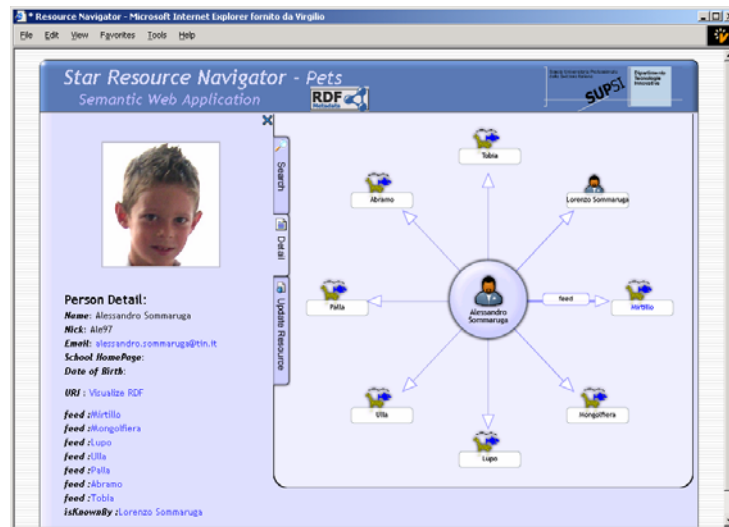 * Resource Navigator - Microsoft Internet Explorer fornito da Virgilio
File Edit View Favorites Tools Help
Star Resource Navigator - Pets
Semantic Web Application
RDF
Metadata
SUPSI
Dipartimento
Tecnologie
Innovative
Search
Detail
Update Resource
Tobia
Abramo
Lorenzo Sommaruga
Palla
Alessandro
Sommaruga
feed
Mirtillo
Ulla
Mongolfiera
Lupo
Person Detail:
Name: Alessandro Sommaruga
Nick: Ale97
Email: alessandro.sommaruga@tin.it
School HomePage:
Date of Birth:
URI : Visualize RDF
feed :Mirtillo
feed :Mongolfiera
feed :Lupo
feed :Ulla
feed :Palla
feed :Abramo
feed :Tobia
isKnownBy :Lorenzo Sommaruga